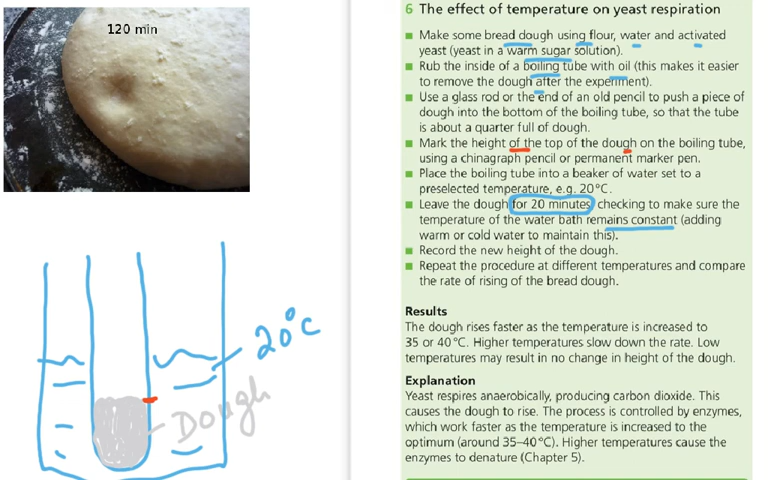 120 min
20°C
Dough
6 The effect of temperature on yeast respiration
Make some bread dough using flour, water and activated
yeast (yeast in a warm sugar solution).
Rub the inside of a boiling tube with oil (this makes it easier
to remove the dough after the experiment).
Use a glass rod or the end of an old pencil to push a piece of
dough into the bottom of the boiling tube, so that the tube
is about a quarter full of dough.
Mark the height of the top of the dough on the boiling tube,
using a chinagraph pencil or permanent marker pen.
Place the boiling tube into a beaker of water set to a
preselected temperature, e.g. 20°C.
Leave the dough for 20 minutes, checking to make sure the
temperature of the water bath remains constant (adding
warm or cold water to maintain this).
Record the new height of the dough.
Repeat the procedure at different temperatures and compare
the rate of rising of the bread dough.
Results
The dough rises faster as the temperature is increased to
35 or 40°C. Higher temperatures slow down the rate. Low
temperatures may result in no change in height of the dough.
Explanation
Yeast respires anaerobically, producing carbon dioxide. This
causes the dough to rise. The process is controlled by enzymes,
which work faster as the temperature is increased to the
optimum (around 35–40°C). Higher temperatures cause the
enzymes to denature (Chapter 5).